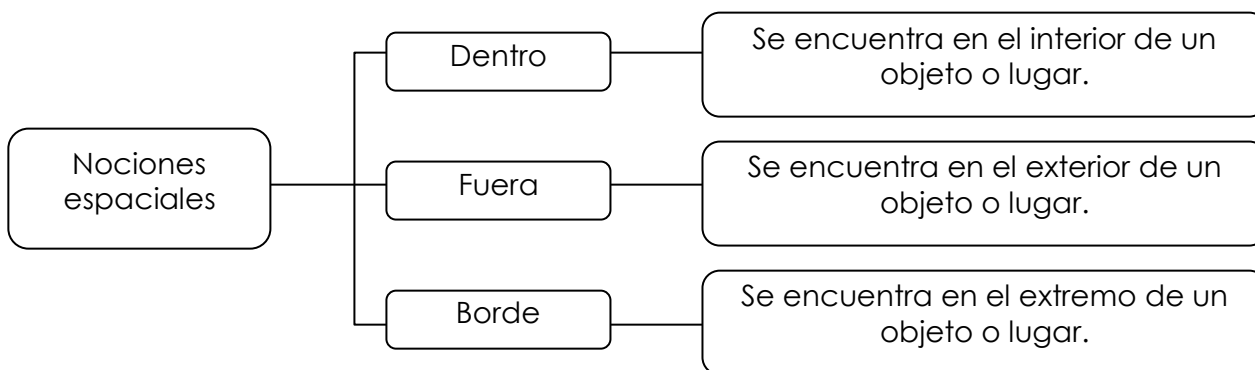 Nociones
espaciales
Dentro
Se encuentra en el interior de un
objeto o lugar.
Fuera
Se encuentra en el exterior de un
objeto o lugar.
Borde
Se encuentra en el extremo de un
objeto o lugar.